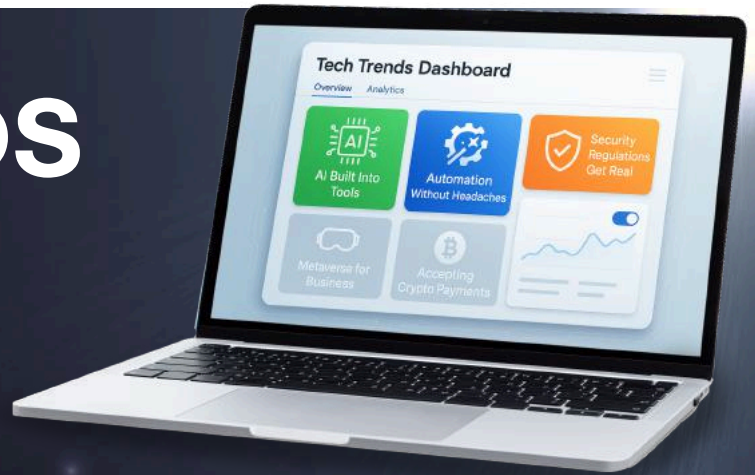 DS
Tech Trends Dashboard
Overview Analytics
AI
AI Built Into
Tools
Automation
Without Headaches
Security
Regulations
Get Real
Metaverse for
Business
Accepting
Crypto Payments